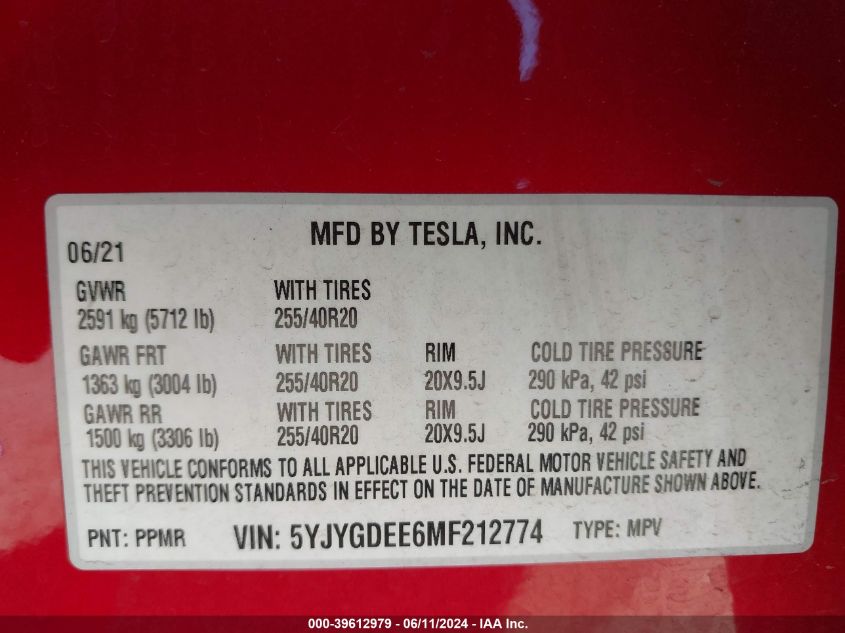 MFD BY TESLA, INC.
06/21
GVWR WITH TIRES
2591 kg (5712 lb) 255/40R20
GAWR FRT WITH TIRES RIM COLD TIRE PRESSURE
1363 kg (3004 lb) 255/40R20 20X9.5J 290 kPa, 42 psi
GAWR RR WITH TIRES RIM COLD TIRE PRESSURE
1500 kg (3306 lb) 255/40R20 20X9.5J 290 kPa, 42 psi
THIS VEHICLE CONFORMS TO ALL APPLICABLE U.S. FEDERAL MOTOR VEHICLE SAFETY AND
THEFT PREVENTION STANDARDS IN EFFECT ON THE DATE OF MANUFACTURE SHOWN ABOVE.
PNT: PPMR VIN: 5YJYGDEE6MF212774 TYPE: MPV
000-39612979 - 06/11/2024 - IAA Inc.